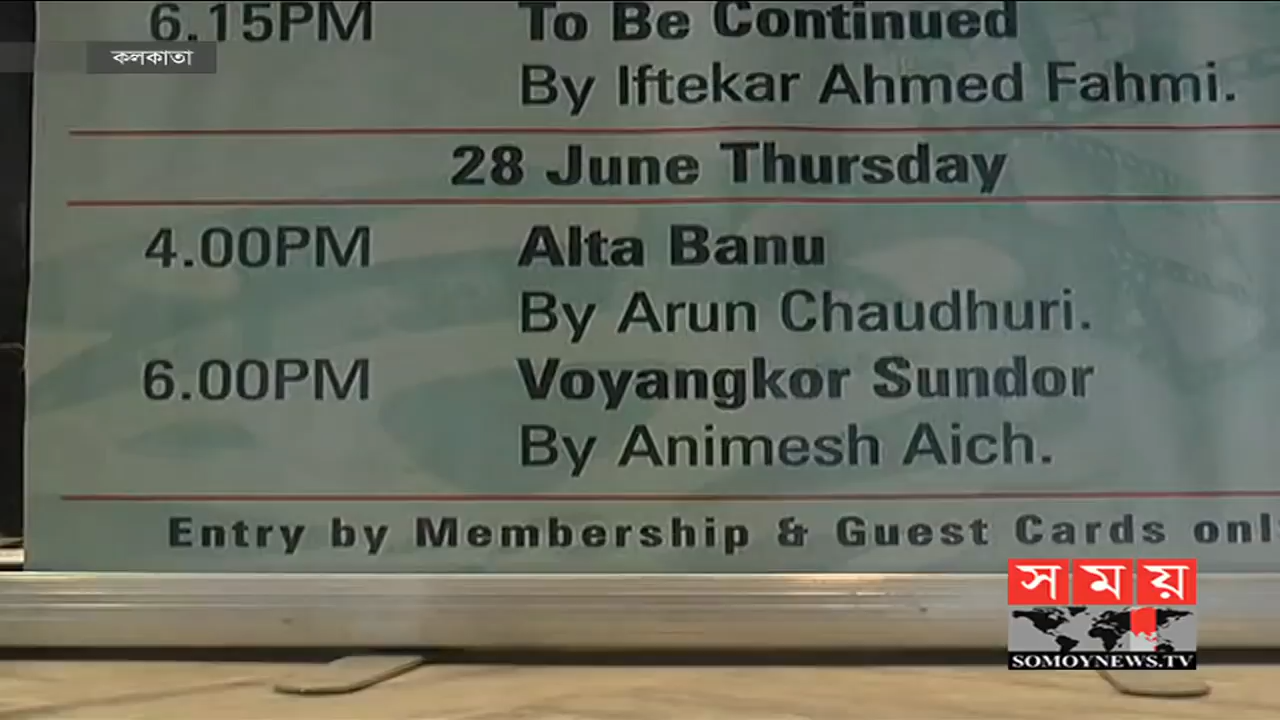 6.15PM To Be Continued
কলকাতা
By Iftekar Ahmed Fahmi.
28 June Thursday
4.00PM Alta Banu
By Arun Chaudhuri.
6.00PM Voyangkor Sundor
By Animesh Aich.
Entry by Membership & Guest Cards onl
সময়
SOMOYNEWS.TV